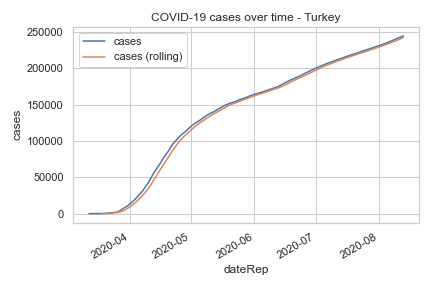 COVID-19 cases over time - Turkey
cases
cases (rolling)
250000
200000
150000
100000
50000
0
cases
2020-04
2020-05
2020-06
2020-07
2020-08
dateRep